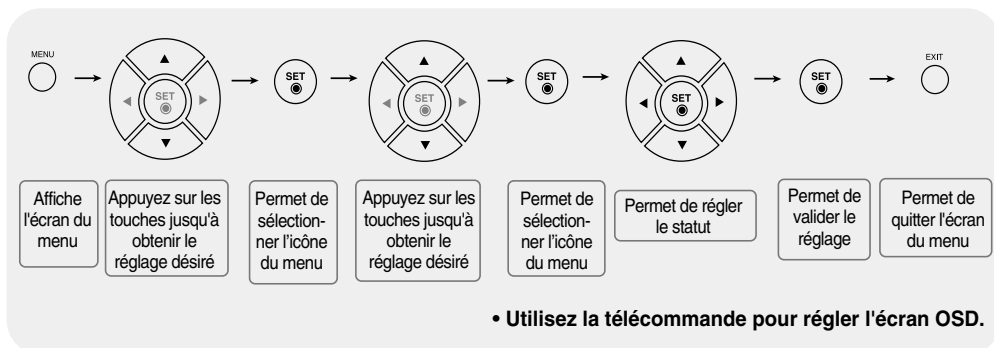 MENU
SET
SET
SET
SET
SET
SET
EXIT
Affiche
l'écran du
menu
Appuyez sur les
touches jusqu'à
obtenir le
réglage désiré
Permet de
sélection-
ner l’icône
du menu
Appuyez sur les
touches jusqu'à
obtenir le
réglage désiré
Permet de
sélection-
ner l’icône
du menu
Permet de régler
le statut
Permet de
valider le
réglage
Permet de
quitter l'écran
du menu
• Utilisez la télécommande pour régler l'écran OSD.